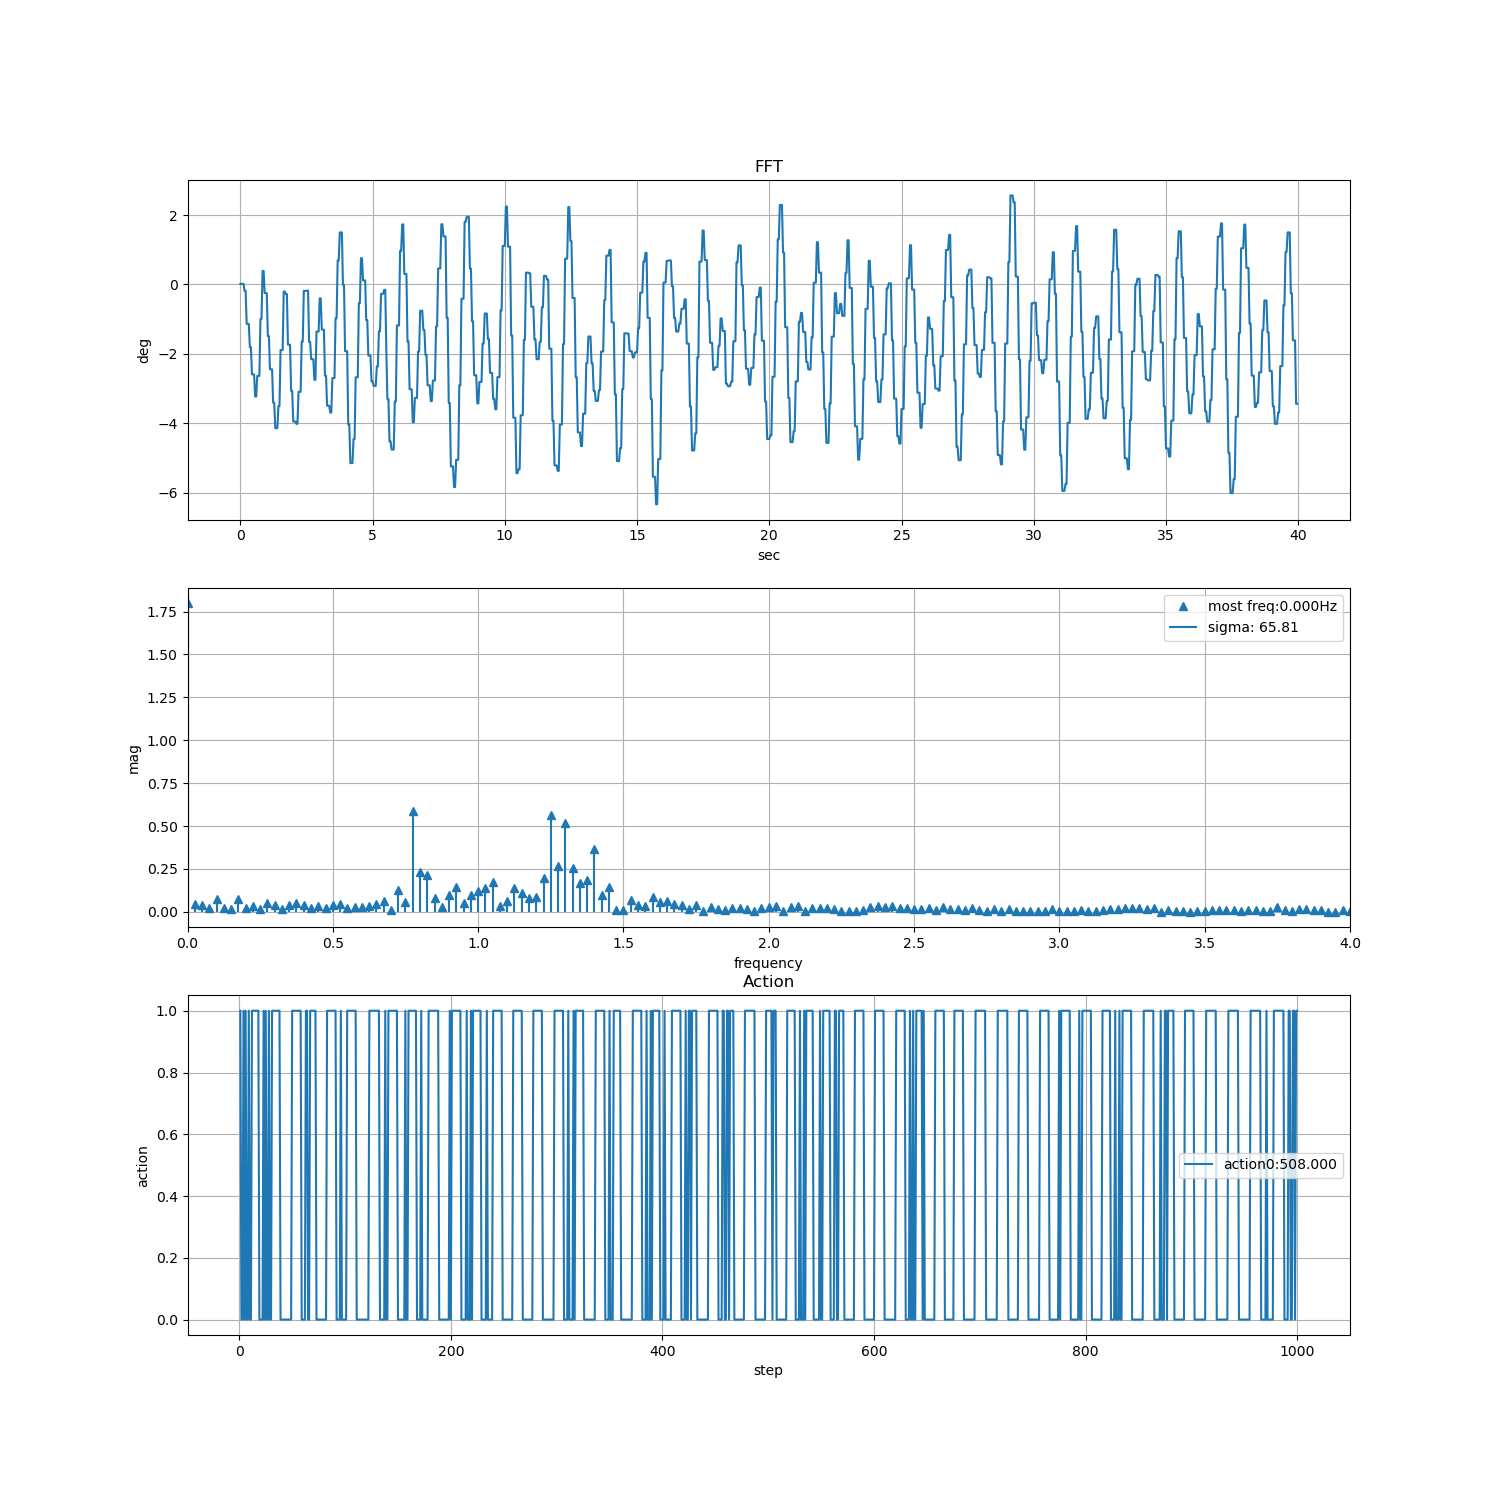 FFT
2
0
−2
−4
−6
deg
0 5 10 15 20 25 30 35 40
sec
1.75
1.50
1.25
1.00
0.75
0.50
0.25
0.00
mag
most freq:0.000Hz
sigma: 65.81
0.0 0.5 1.0 1.5 2.0 2.5 3.0 3.5 4.0
frequency
Action
1.0
0.8
0.6
0.4
0.2
0.0
action
action0:508.000
0 200 400 600 800 1000
step